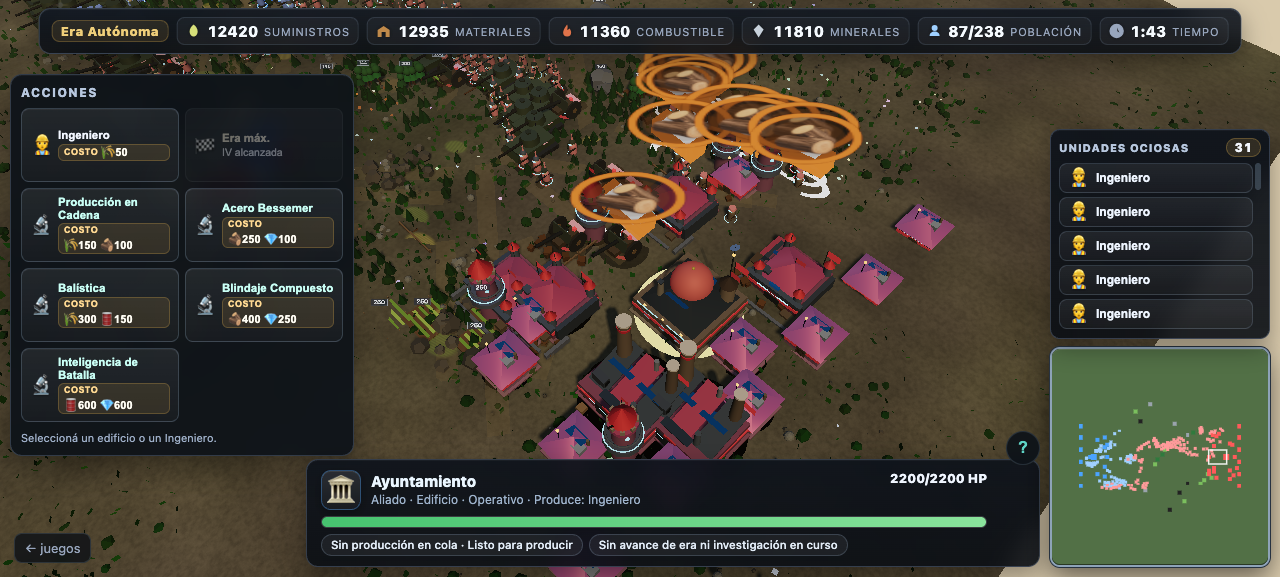 Era Autónoma
12420 SUMINISTROS
12935 MATERIALES
11360 COMBUSTIBLE
11810 MINERALES
87/238 POBLACIÓN
1:43 TIEMPO
ACCIONES
Ingeniero
COSTO 50
Era máx.
IV alcanzada
Producción en
Cadena
COSTO
150 100
Acero Bessemer
COSTO
250 100
Balística
COSTO
300 150
Blindaje Compuesto
COSTO
400 250
Inteligencia de
Batalla
COSTO
600 600
Seleccioná un edificio o un Ingeniero.
250
250
250
250
UNIDADES OCIOSAS 31
Ingeniero
Ingeniero
Ingeniero
Ingeniero
Ingeniero
?
Ayuntamiento
2200/2200 HP
Aliado · Edificio · Operativo · Produce: Ingeniero
Sin producción en cola · Listo para producir
Sin avance de era ni investigación en curso
← juegos